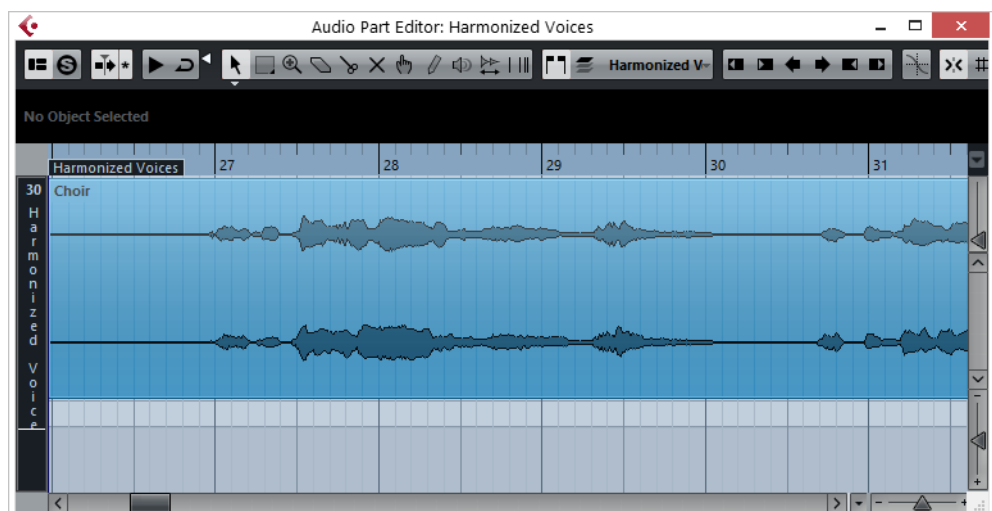 Audio Part Editor: Harmonized Voices
Harmonized V
No Object Selected
Harmonized Voices
27
28
29
30
31
30
Choir
Harmonized Voice